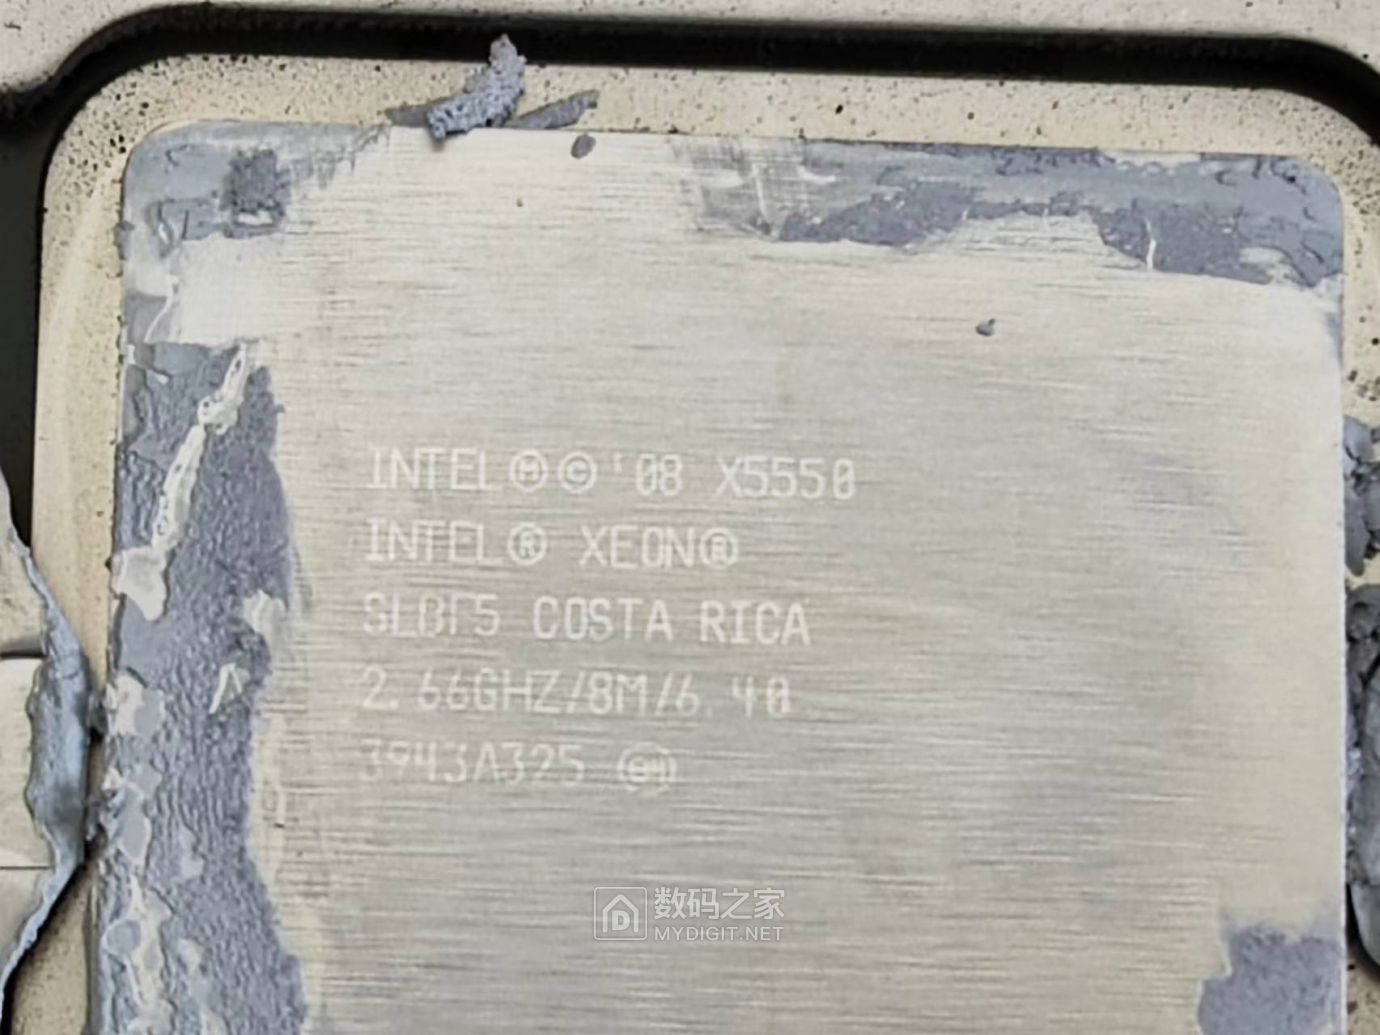 INTEL Ⓜ © '08 X5550
INTEL® XEON®
SLBF5 COSTA RICA
2.66GHZ/8M/6.40
3943A325 (e4)
数码之家
MYDIGIT.NET